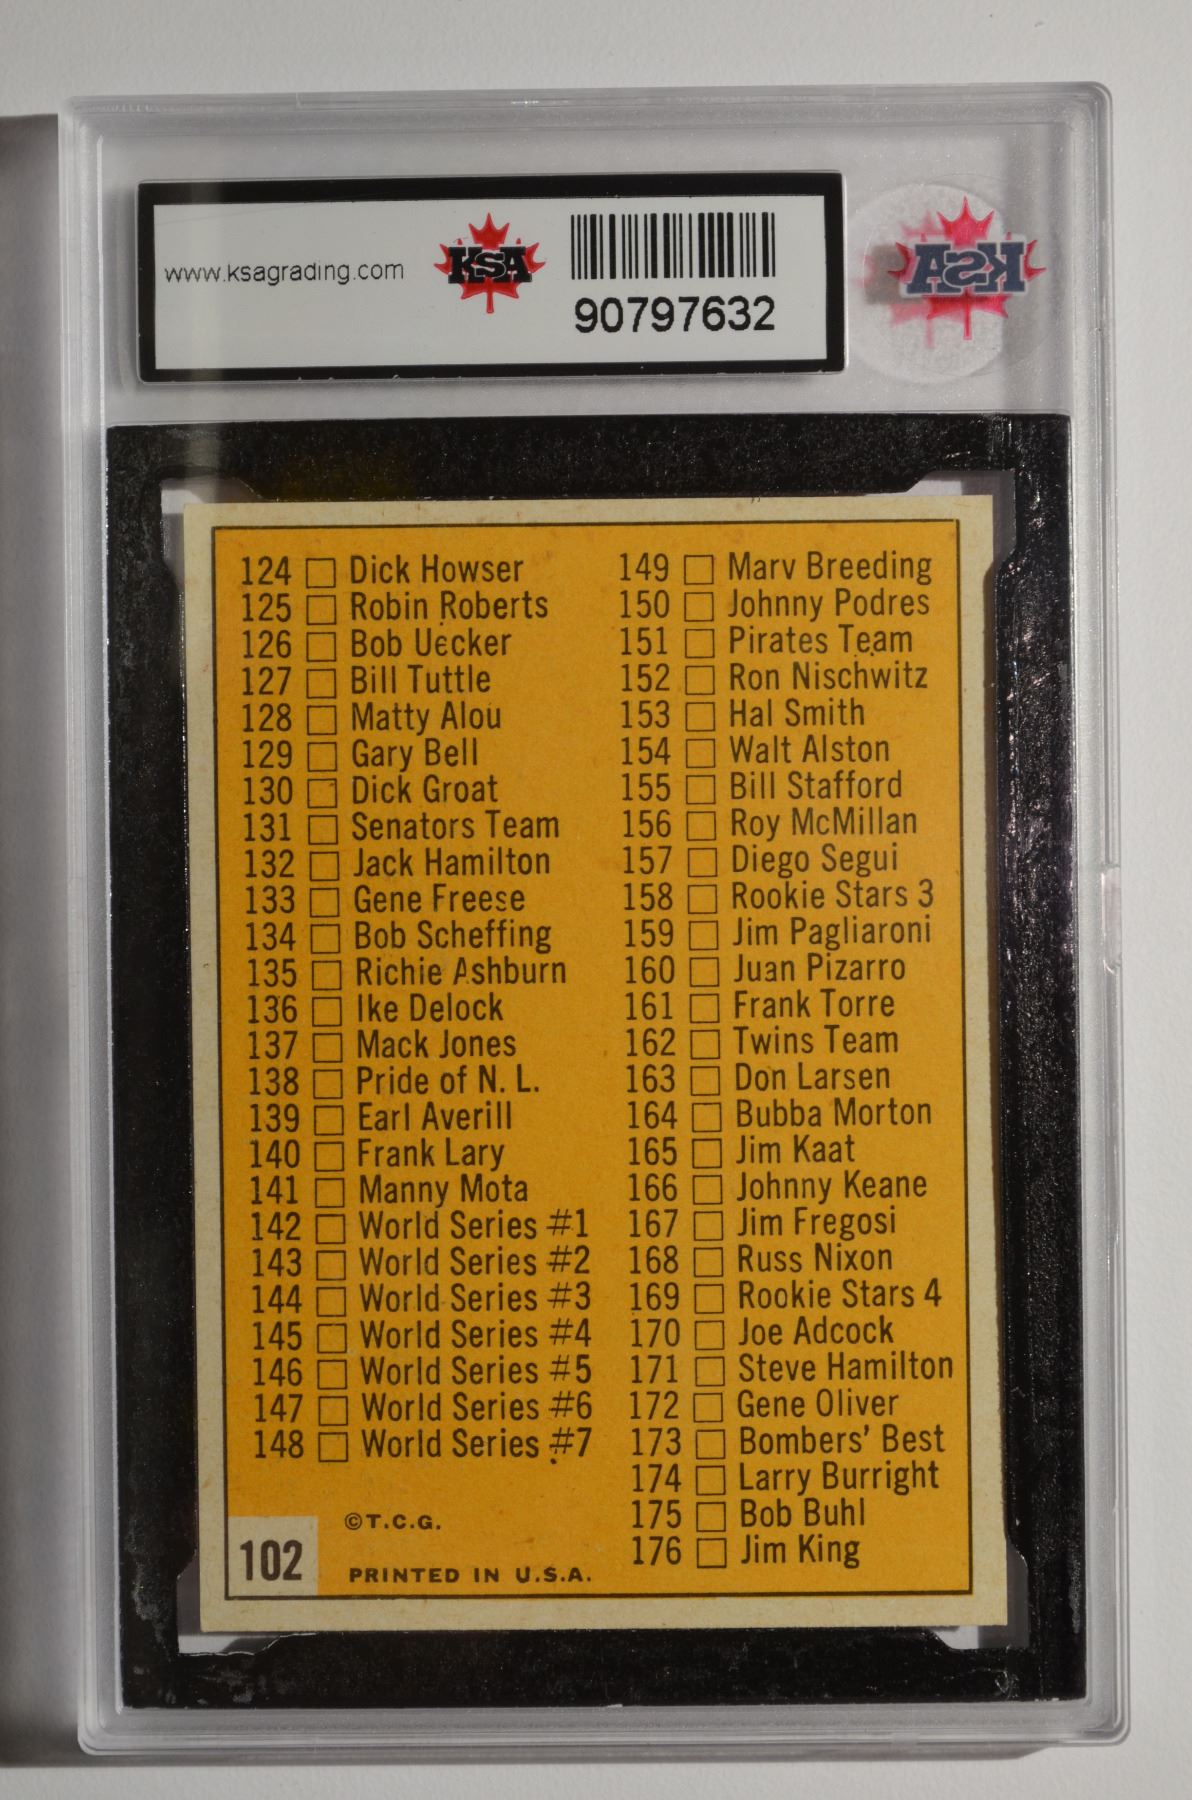 www.ksagrading.com
KSA
90797632
KSA
124 Dick Howser
125 Robin Roberts
126 Bob Uecker
127 Bill Tuttle
128 Matty Alou
129 Gary Bell
130 Dick Groat
131 Senators Team
132 Jack Hamilton
133 Gene Freese
134 Bob Scheffing
135 Richie Ashburn
136 Ike Delock
137 Mack Jones
138 Pride of N. L.
139 Earl Averill
140 Frank Lary
141 Manny Mota
142 World Series #1
143 World Series #2
144 World Series #3
145 World Series #4
146 World Series #5
147 World Series #6
148 World Series #7
149 Marv Breeding
150 Johnny Podres
151 Pirates Team
152 Ron Nischwitz
153 Hal Smith
154 Walt Alston
155 Bill Stafford
156 Roy McMillan
157 Diego Segui
158 Rookie Stars 3
159 Jim Pagliaroni
160 Juan Pizarro
161 Frank Torre
162 Twins Team
163 Don Larsen
164 Bubba Morton
165 Jim Kaat
166 Johnny Keane
167 Jim Fregosi
168 Russ Nixon
169 Rookie Stars 4
170 Joe Adcock
171 Steve Hamilton
172 Gene Oliver
173 Bombers' Best
174 Larry Burright
175 Bob Buhl
176 Jim King
©T.C.G.
102
PRINTED IN U.S.A.